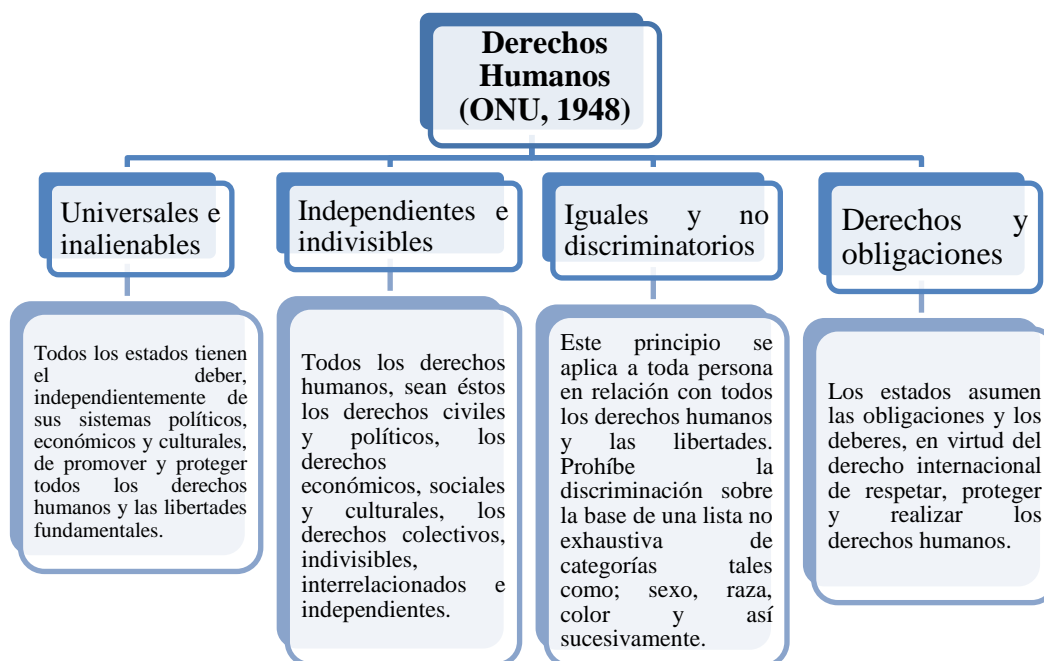 Derechos
Humanos
(ONU, 1948)
Universales e
inalienables
Todos los estados tienen
el deber,
independientemente de
sus sistemas políticos,
económicos y culturales,
de promover y proteger
todos los derechos
humanos y las libertades
fundamentales.
Independientes e
indivisibles
Todos los derechos
humanos, sean éstos
los derechos civiles
y políticos, los
derechos
económicos, sociales
y culturales, los
derechos colectivos,
indivisibles,
interrelacionados e
independientes.
Iguales y no
discriminatorios
Este principio se
aplica a toda persona
en relación con todos
los derechos humanos
y las libertades.
Prohíbe la
discriminación sobre
la base de una lista no
exhaustiva de
categorías tales
como; sexo, raza,
color y así
sucesivamente.
Derechos y
obligaciones
Los estados asumen
las obligaciones y los
deberes, en virtud del
derecho internacional
de respetar, proteger
y realizar los
derechos humanos.